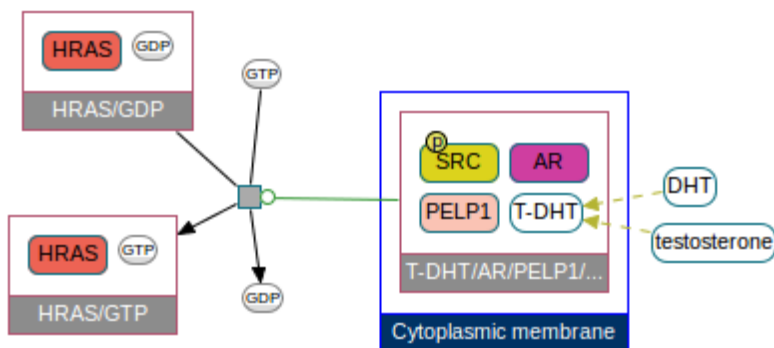 HRAS
GDP
HRAS/GDP
GTP
p
SRC
AR
PELP1
T-DHT
T-DHT/AR/PELP1/...
Cytoplasmic membrane
DHT
testosterone
HRAS
GTP
HRAS/GTP
GDP